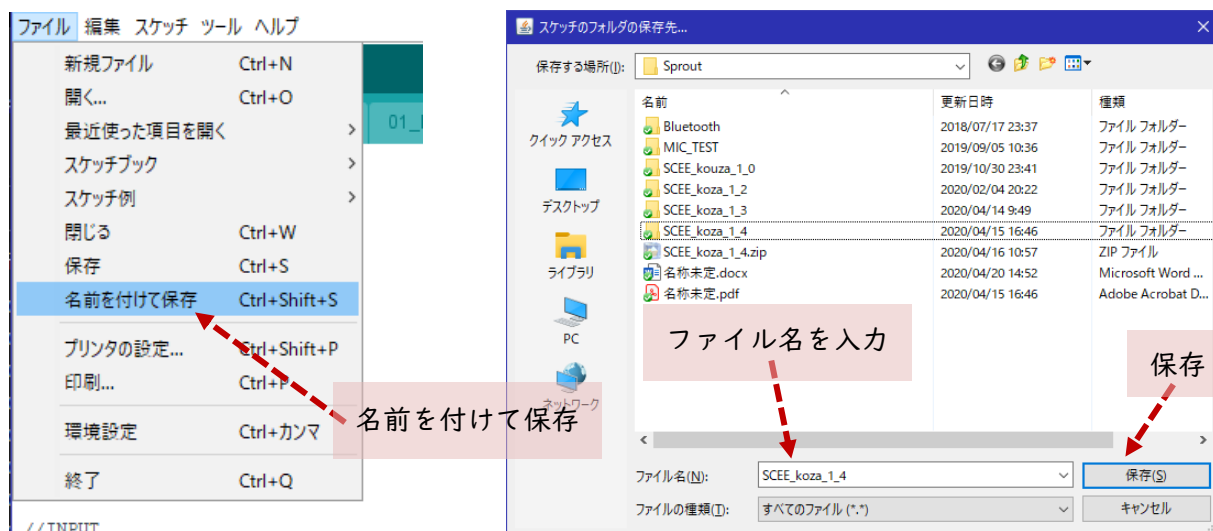 ファイル 編集 スケッチ ツール ヘルプ
新規ファイル Ctrl+N
開く... Ctrl+O
最近使った項目を開く >
スケッチブック >
スケッチ例 >
閉じる Ctrl+W
保存 Ctrl+S
名前を付けて保存 Ctrl+Shift+S
プリンタの設定... Ctrl+Shift+P
印刷... Ctrl+P
環境設定 Ctrl+カンマ
終了 Ctrl+Q
//INPUT
名前を付けて保存
スケッチのフォルダの保存先...
保存する場所(I): Sprout
クイック アクセス
デスクトップ
ライブラリ
PC
ネットワーク
名前 更新日時 種類
Bluetooth 2018/07/17 23:37 ファイル フォルダー
MIC_TEST 2019/09/05 10:36 ファイル フォルダー
SCEE_kouza_1_0 2019/10/30 23:41 ファイル フォルダー
SCEE_koza_1_2 2020/02/04 20:22 ファイル フォルダー
SCEE_koza_1_3 2020/04/14 9:49 ファイル フォルダー
SCEE_koza_1_4 2020/04/15 16:46 ファイル フォルダー
SCEE_koza_1_4.zip 2020/04/16 10:57 ZIP ファイル
名称未定.docx 2020/04/20 14:52 Microsoft Word ...
名称未定.pdf 2020/04/15 16:46 Adobe Acrobat D...
ファイル名を入力
保存
ファイル名(N): SCEE_koza_1_4 保存(S)
ファイルの種類(T): すべてのファイル (*.*) キャンセル